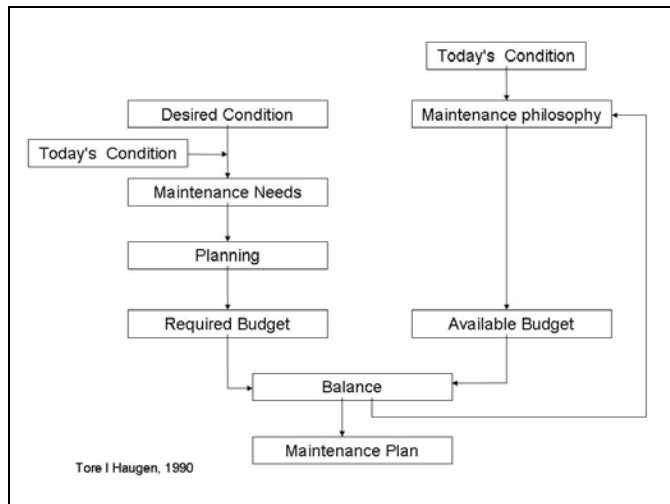 Today's Condition
Desired Condition
Maintenance philosophy
Today's Condition
Maintenance Needs
Planning
Required Budget
Available Budget
Balance
Maintenance Plan
Tore I Haugen, 1990